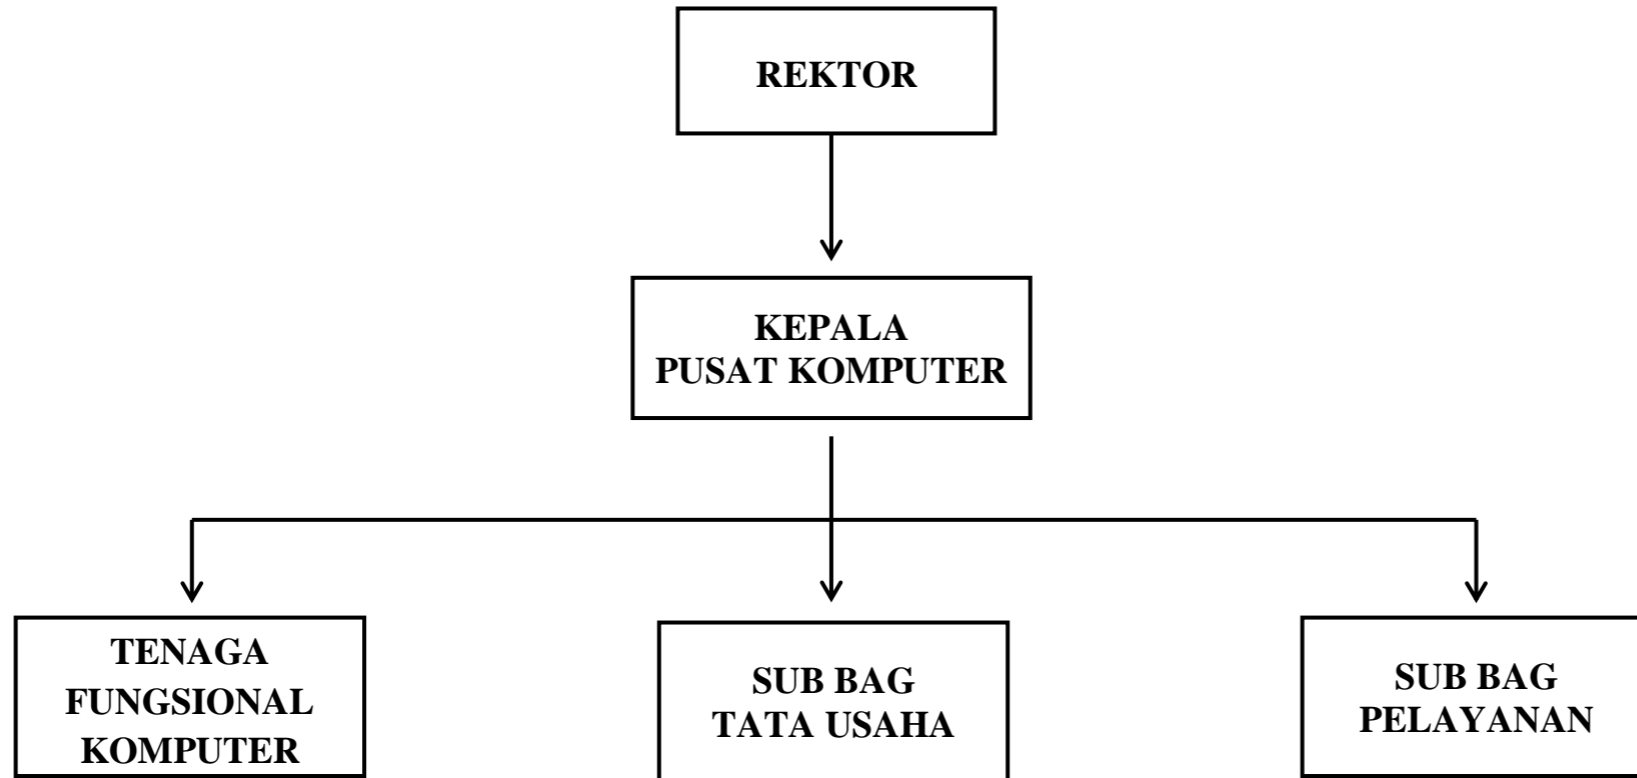 REKTOR
KEPALA
PUSAT KOMPUTER
TENAGA
FUNGSIONAL
KOMPUTER
SUB BAG
TATA USAHA
SUB BAG
PELAYANAN